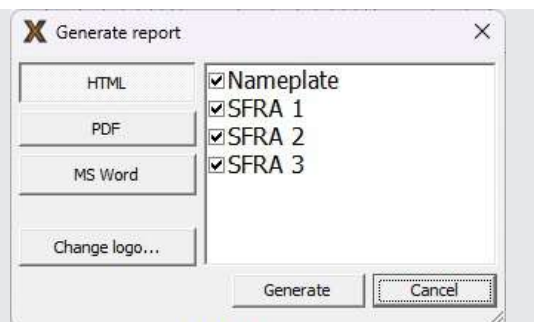 Generate report
HTML
PDF
MS Word
Change logo...
Nameplate
SFRA 1
SFRA 2
SFRA 3
Generate
Cancel